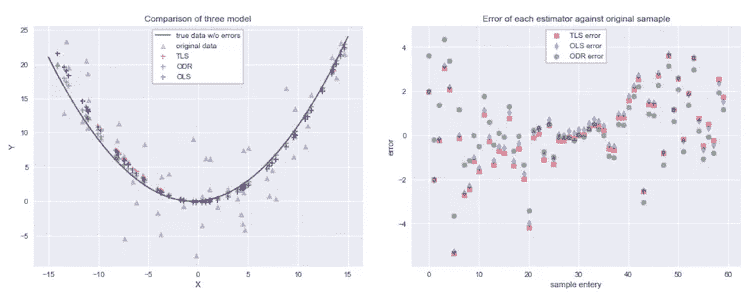 Comparison of three model
true data w/o errors
original data
TLS
ODR
OLS
25
20
15
10
5
0
−5
Y
−15
−10
−5
0
5
10
15
X
Error of each estimator against original samaple
TLS error
OLS error
ODR error
4
2
0
−2
−4
error
0
10
20
30
40
50
60
sample entery